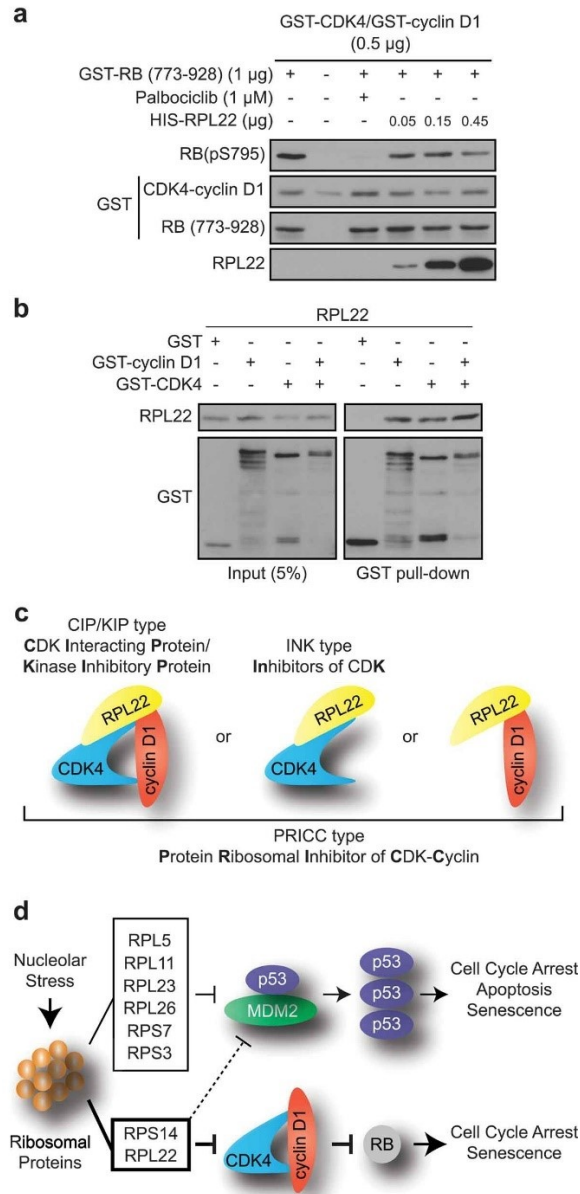 a
GST-CDK4/GST-cyclin D1
(0.5 µg)
GST-RB (773-928) (1 µg) + - + + + +
Palbociclib (1 µM) - - + - - -
HIS-RPL22 (µg) - - - 0.05 0.15 0.45
RB(pS795)
GST
CDK4-cyclin D1
RB (773-928)
RPL22
b
RPL22
GST + - - - + - - -
GST-cyclin D1 - + - + - + - +
GST-CDK4 - - + + - - + +
RPL22
GST
Input (5%) GST pull-down
c
CIP/KIP type
CDK Interacting Protein/
Kinase Inhibitory Protein
INK type
Inhibitors of CDK
RPL22
CDK4
cyclin D1
or
RPL22
CDK4
or
RPL22
cyclin D1
PRICC type
Protein Ribosomal Inhibitor of CDK-Cyclin
d
Nucleolar
Stress
Ribosomal
Proteins
RPL5
RPL11
RPL23
RPL26
RPS7
RPS3
p53
MDM2
p53
p53
p53
Cell Cycle Arrest
Apoptosis
Senescence
RPS14
RPL22
CDK4
cyclin D1
RB
Cell Cycle Arrest
Senescence